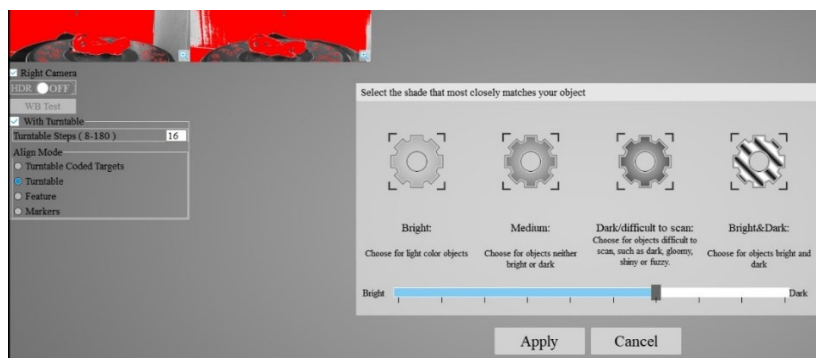 Right Camera
HDR OFF
WB Test
With Turntable
Turntable Steps ( 8-180 ) 16
Align Mode
Turntable Coded Targets
Turntable
Feature
Markers
Select the shade that most closely matches your object
Bright:
Choose for light color objects
Medium:
Choose for objects neither
bright or dark
Dark/difficult to scan:
Choose for objects difficult to
scan, such as dark, gloomy,
shiny or fuzzy.
Bright&Dark:
Choose for objects bright and
dark
Bright Dark
Apply Cancel